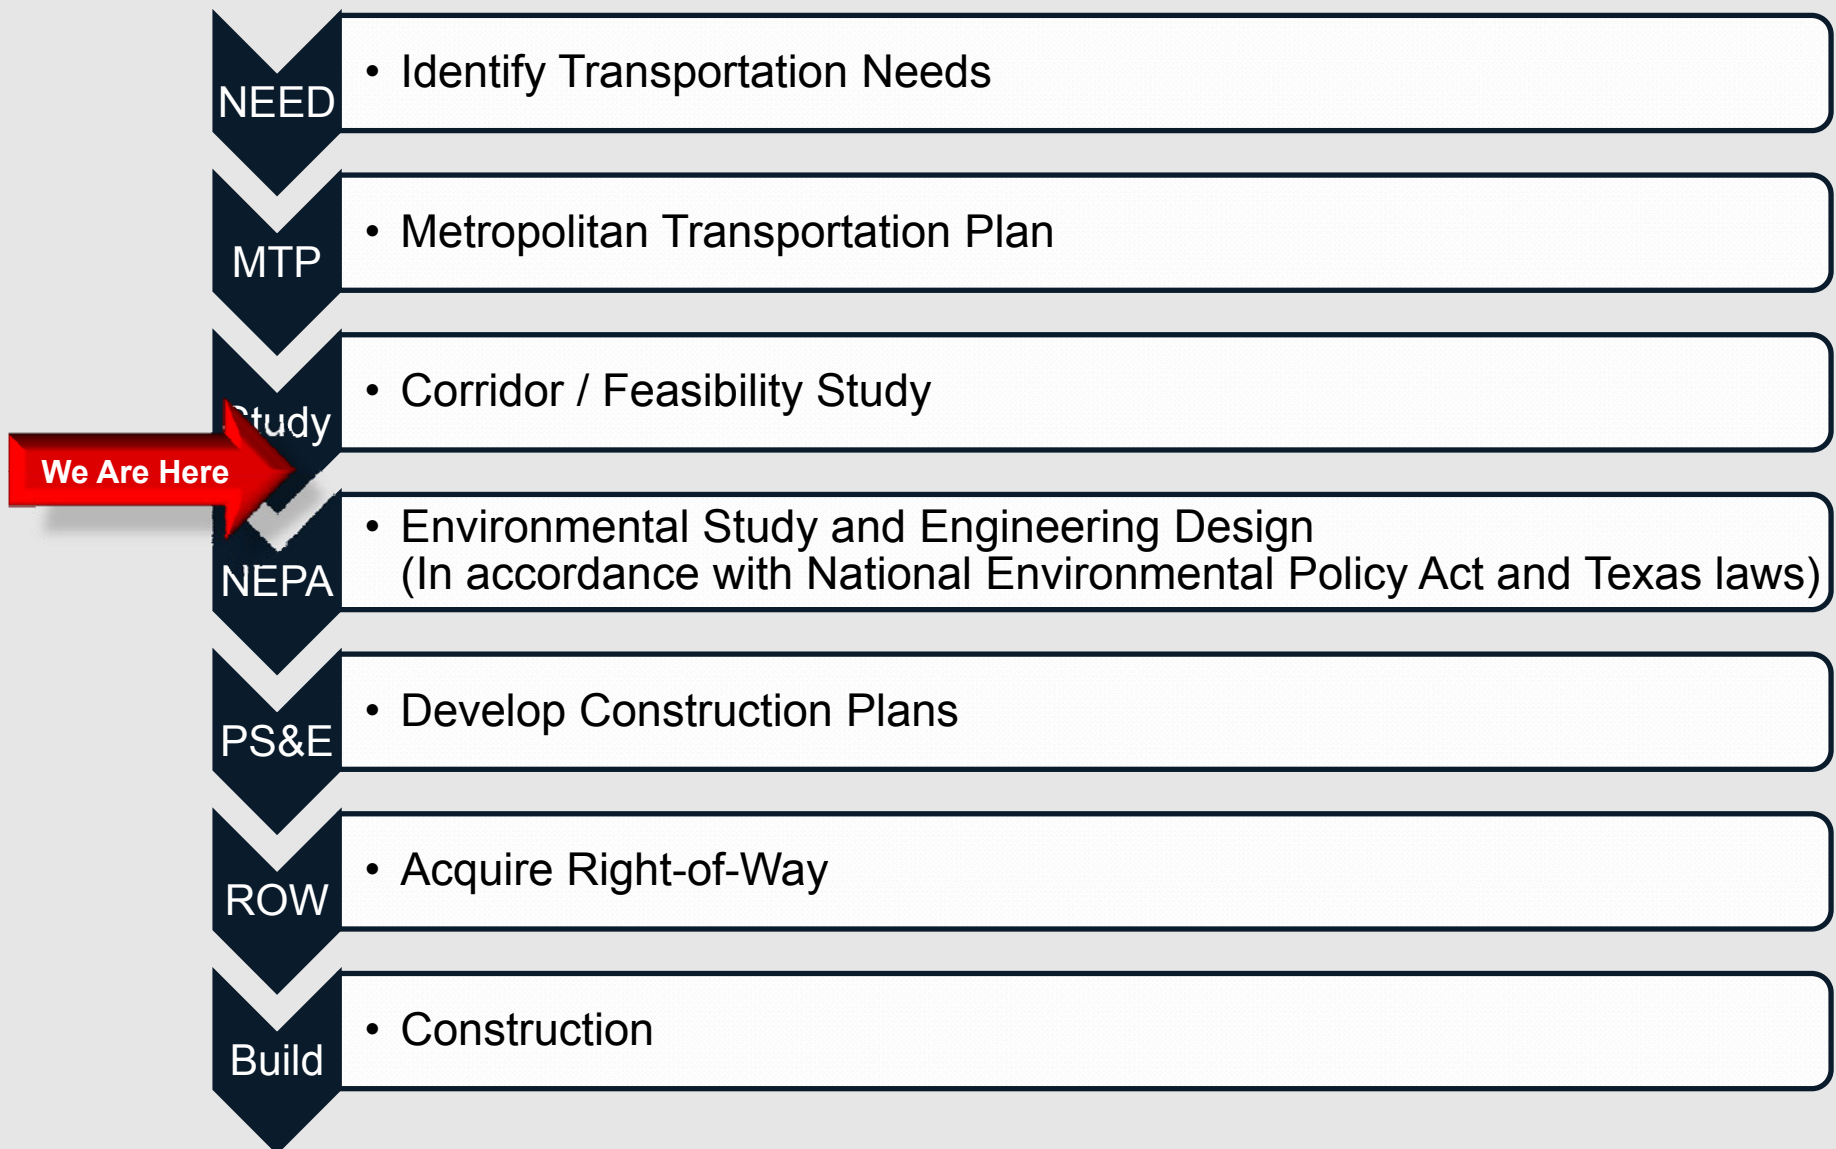 NEED
• Identify Transportation Needs
MTP
• Metropolitan Transportation Plan
Study
• Corridor / Feasibility Study
We Are Here
NEPA
• Environmental Study and Engineering Design
(In accordance with National Environmental Policy Act and Texas laws)
PS&E
• Develop Construction Plans
ROW
• Acquire Right-of-Way
Build
• Construction